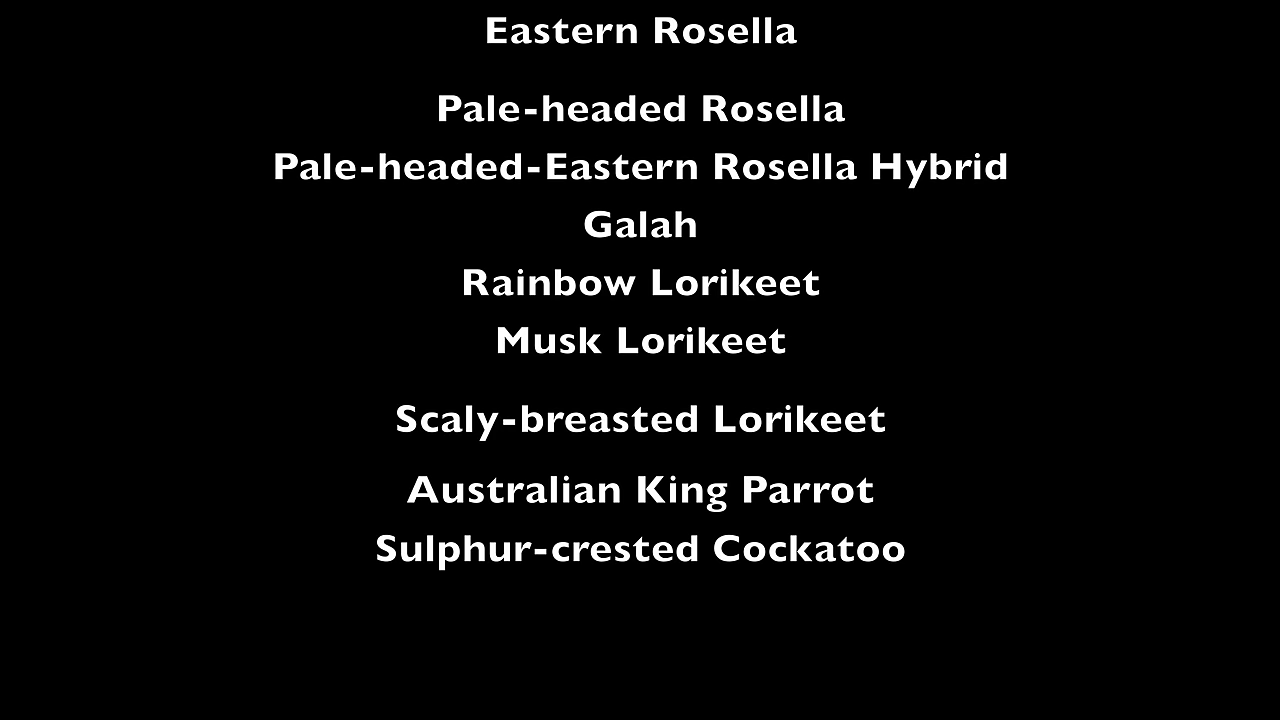 Eastern Rosella
Pale-headed Rosella
Pale-headed-Eastern Rosella Hybrid
Galah
Rainbow Lorikeet
Musk Lorikeet
Scaly-breasted Lorikeet
Australian King Parrot
Sulphur-crested Cockatoo